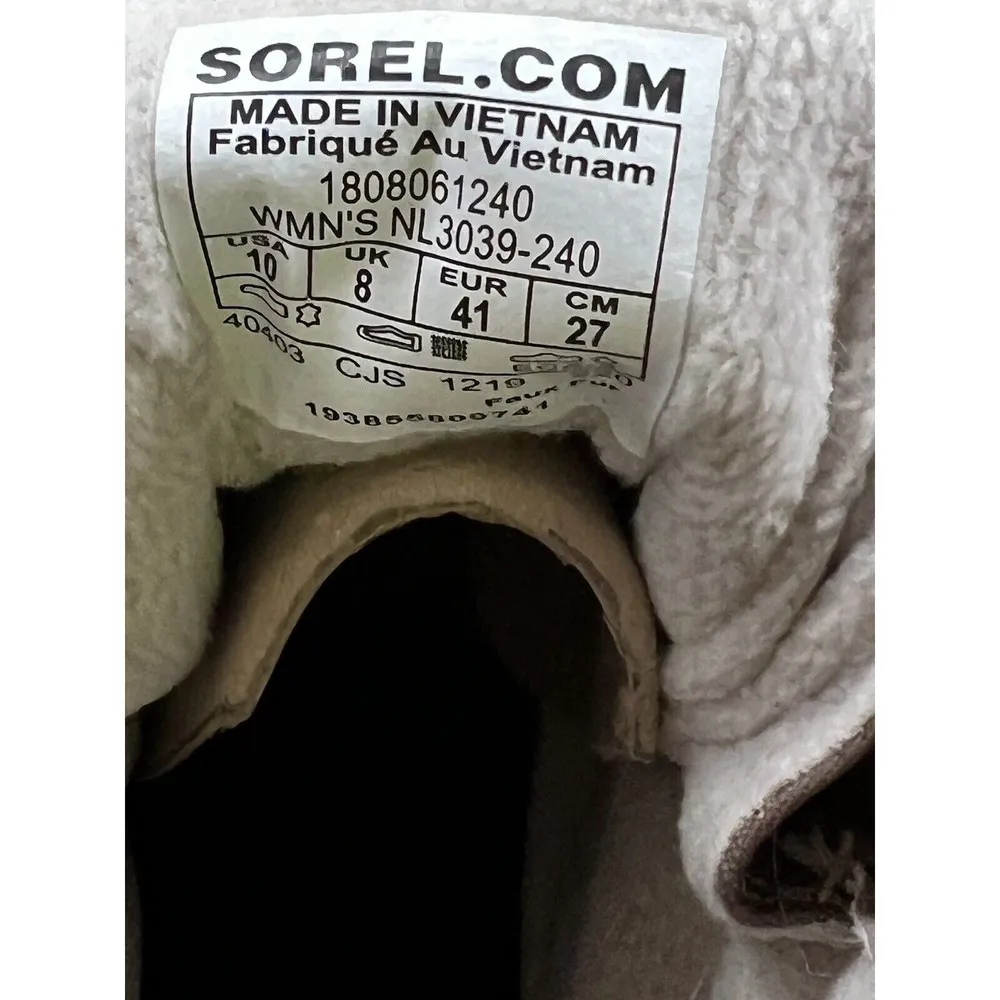 SOREL.COM
MADE IN VIETNAM
Fabriqué Au Vietnam
1808061240
WMN'S NL3039-240
USA UK EUR CM
10 8 41 27
40403 CJS 1219
Faux